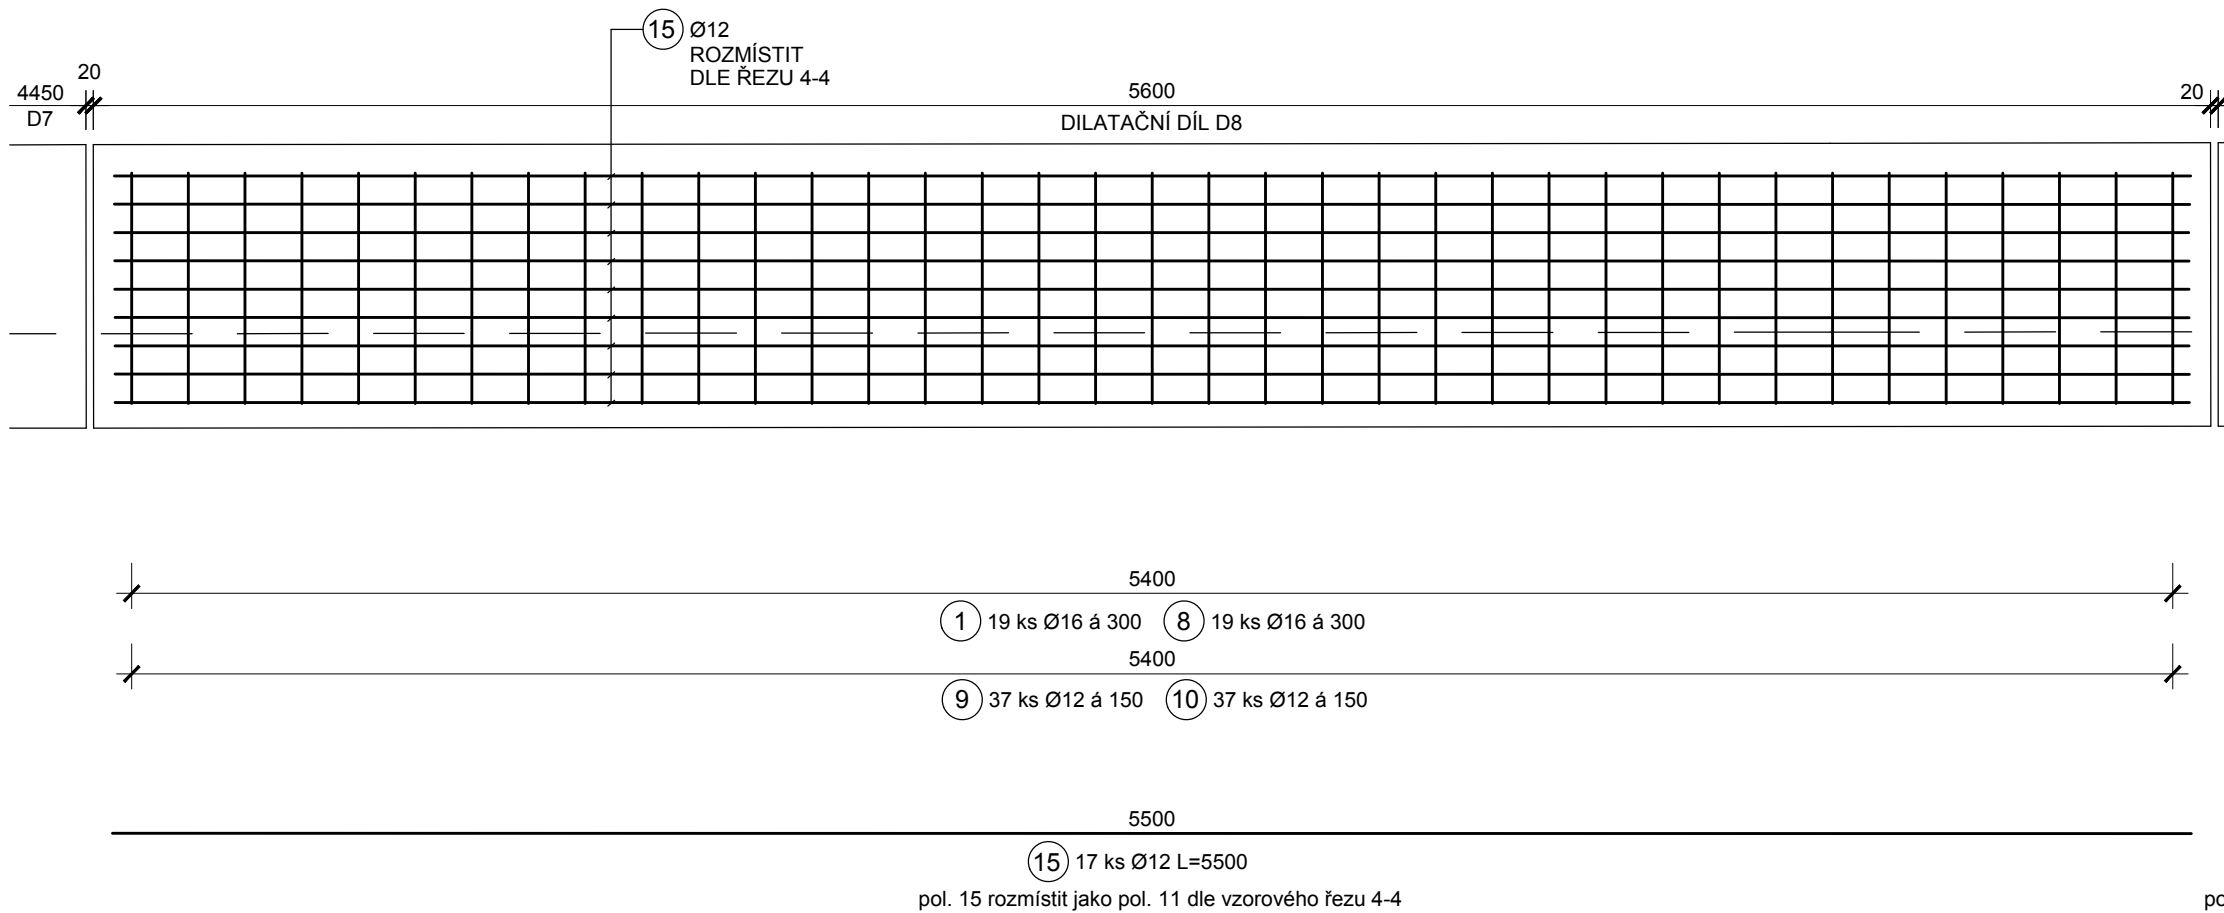 15 Ø12
ROZMÍSTIT
DLE ŘEZU 4-4
20
4450
5600
20
D7
DILATAČNÍ DÍL D8
5400
1 19 ks Ø16 á 300 8 19 ks Ø16 á 300
5400
9 37 ks Ø12 á 150 10 37 ks Ø12 á 150
5500
15 17 ks Ø12 L=5500
pol. 15 rozmístit jako pol. 11 dle vzorového řezu 4-4
po